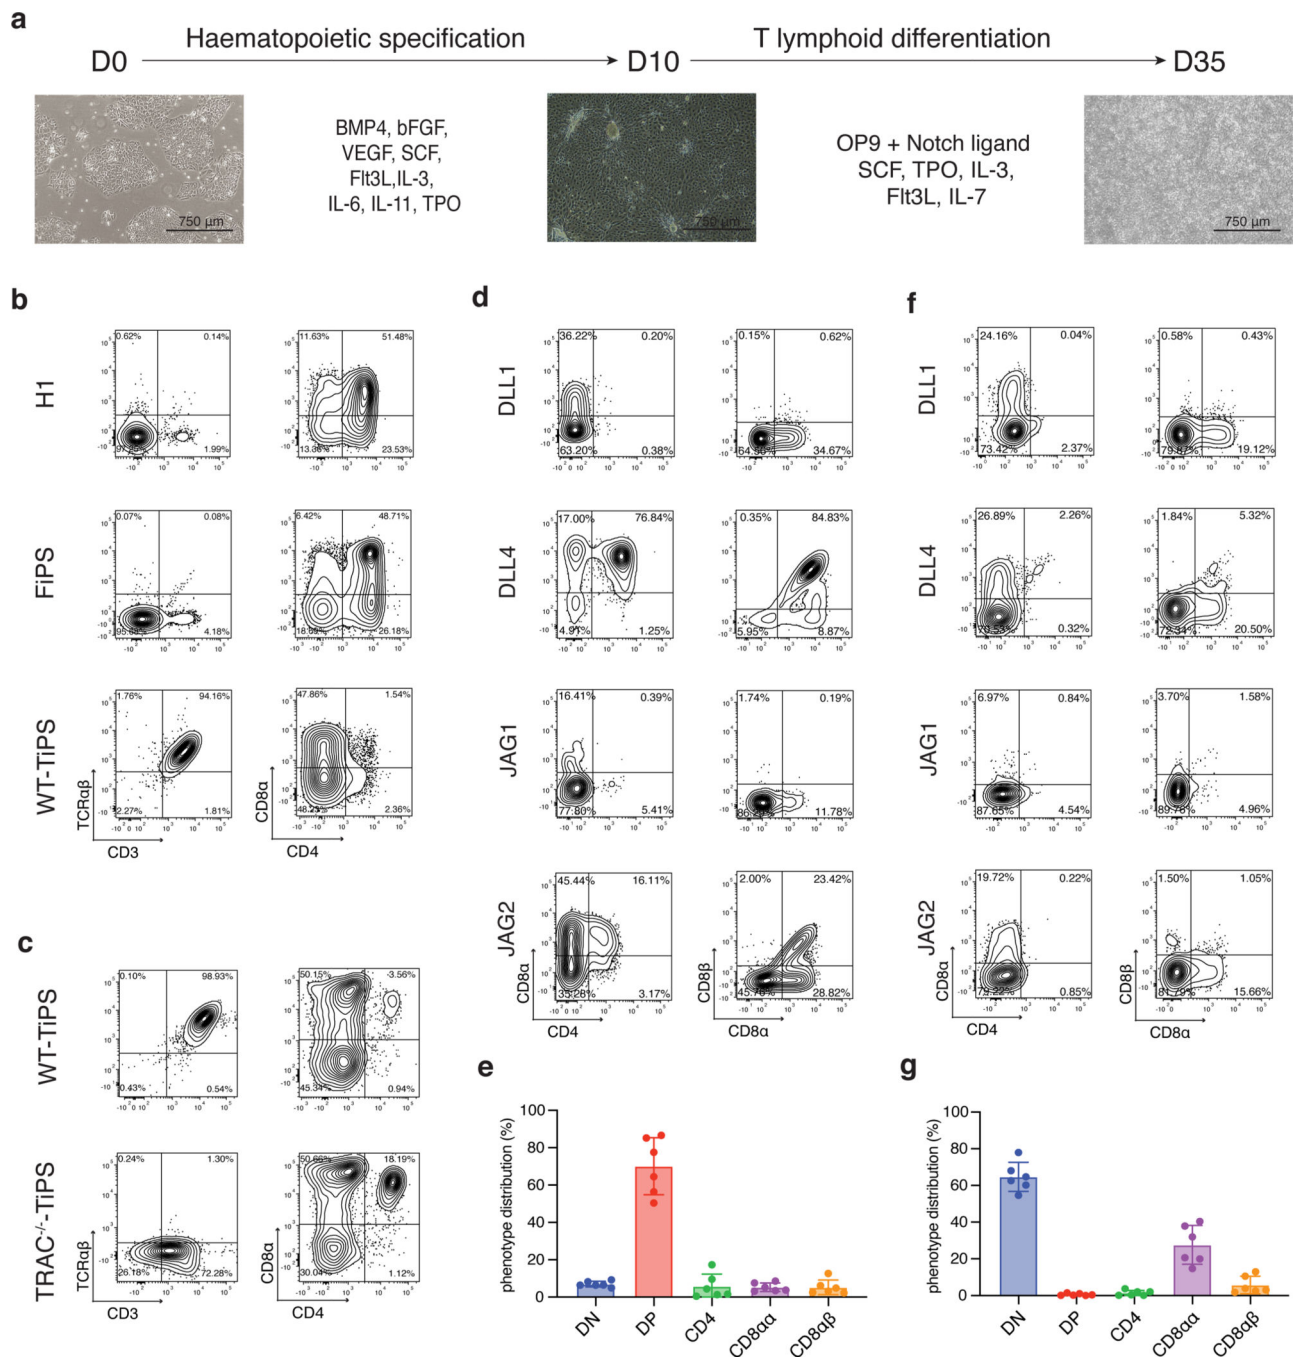 a
Haematopoietic specification
T lymphoid differentiation
D0
D10
D35
BMP4, bFGF,
VEGF, SCF,
Flt3L,IL-3,
IL-6, IL-11, TPO
OP9 + Notch ligand
SCF, TPO, IL-3,
Flt3L, IL-7
750 µm
750 µm
750 µm
b
H1
0.62%
0.14%
1.99%
11.63%
51.48%
23.53%
FiPS
0.07%
0.08%
4.18%
6.42%
48.71%
26.18%
WT-TiPS
1.76%
94.16%
2.27%
1.81%
47.86%
1.54%
2.36%
TCRαβ
CD3
CD8α
CD4
c
WT-TiPS
0.10%
98.93%
0.43%
0.54%
50.15%
-3.56%
45.34%
0.94%
TRAC-/--TiPS
0.24%
1.30%
26.18%
72.28%
50.66%
18.19%
30.04%
1.12%
TCRαβ
CD3
CD8α
CD4
d
DLL1
36.22%
0.20%
63.20%
0.38%
0.15%
0.62%
34.67%
DLL4
17.00%
76.84%
4.91%
1.25%
0.35%
84.83%
5.95%
8.87%
JAG1
16.41%
0.39%
77.80%
5.41%
1.74%
0.19%
11.78%
JAG2
45.44%
16.11%
35.28%
3.17%
2.00%
23.42%
28.82%
CD8α
CD4
CD8β
CD8α
f
DLL1
24.16%
0.04%
73.42%
2.37%
0.58%
0.43%
19.12%
DLL4
26.89%
2.26%
0.32%
1.84%
5.32%
20.50%
JAG1
6.97%
0.84%
87.65%
4.54%
3.70%
1.58%
4.96%
JAG2
19.72%
0.22%
0.85%
1.50%
1.05%
15.66%
CD8α
CD4
CD8β
CD8α
e
phenotype distribution (%)
100
80
60
40
20
0
DN
DP
CD4
CD8αα
CD8αβ
g
phenotype distribution (%)
100
80
60
40
20
0
DN
DP
CD4
CD8αα
CD8αβ